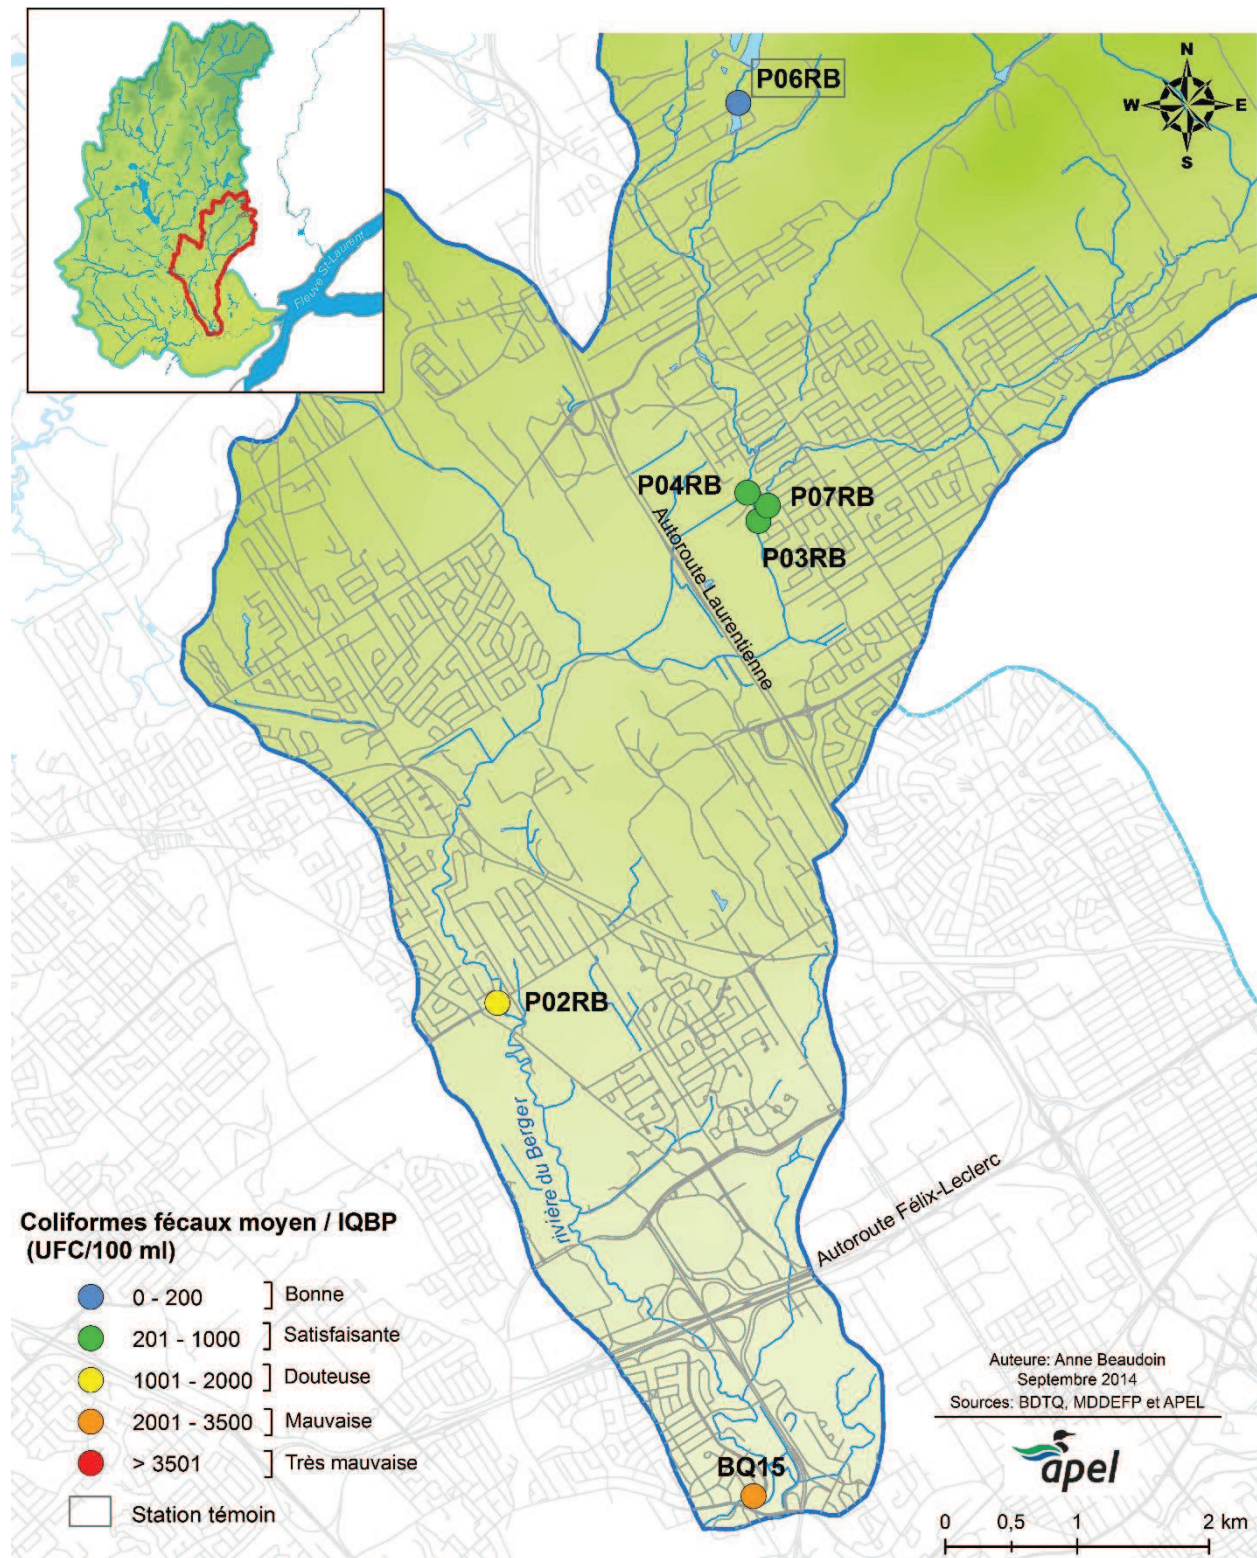 Fleuve St-Laurent
P06RB
N
W
E
S
P04RB
P07RB
P03RB
Autoroute Laurentienne
P02RB
rivière du Berger
Autoroute Félix-Leclerc
BQ15
Coliformes fécaux moyen / IQBP
(UFC/100 ml)
0 - 200 ] Bonne
201 - 1000 ] Satisfaisante
1001 - 2000 ] Douteuse
2001 - 3500 ] Mauvaise
> 3501 ] Très mauvaise
Station témoin
Auteure: Anne Beaudoin
Septembre 2014
Sources: BDTQ, MDDEFP et APEL
apel
0 0,5 1 2 km